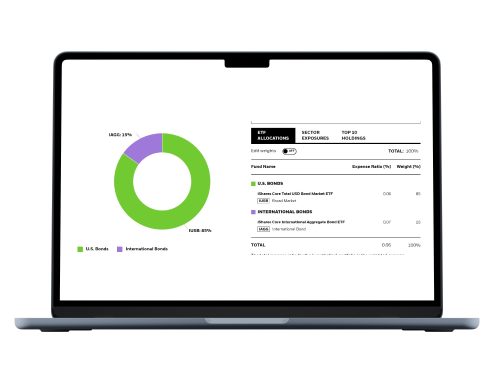 IAGG: 15%
IUSB: 85%
U.S. Bonds International Bonds
ETF ALLOCATIONS
SECTOR EXPOSURES
TOP 10 HOLDINGS
Edit weights OFF TOTAL: 100%
Fund Name Expense Ratio (%) Weight (%)
U.S. BONDS
iShares Core Total USD Bond Market ETF 0.06 85
IUSB Broad Market
INTERNATIONAL BONDS
iShares Core International Aggregate Bond ETF 0.07 15
IAGG International Bond
TOTAL 0.06 100%